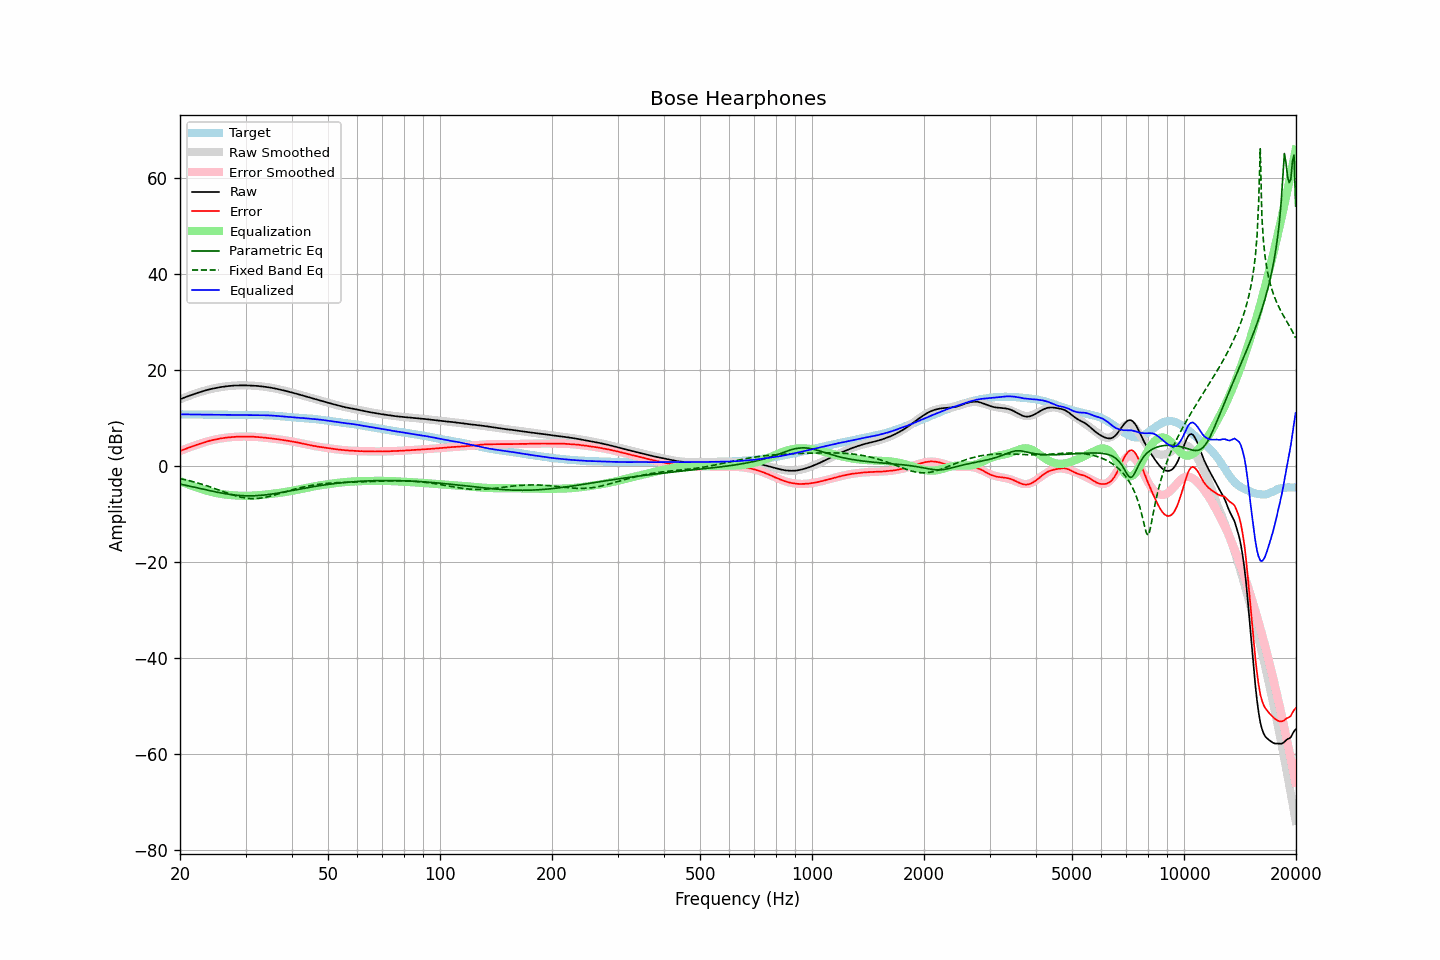 Bose Hearphones
Target
Raw Smoothed
Error Smoothed
Raw
Error
Equalization
Parametric Eq
Fixed Band Eq
Equalized
60
40
20
0
−20
−40
−60
−80
Amplitude (dBr)
20
50
100
200
500
1000
2000
5000
10000
20000
Frequency (Hz)